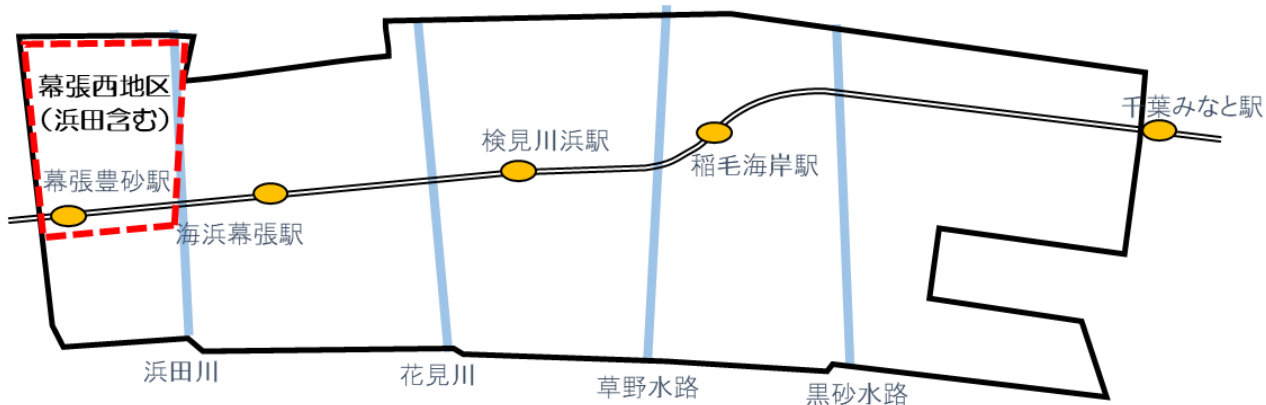 幕張西地区
（浜田含む）
千葉みなと駅
検見川浜駅
稲毛海岸駅
幕張豊砂駅
海浜幕張駅
浜田川
花見川
草野水路
黒砂水路